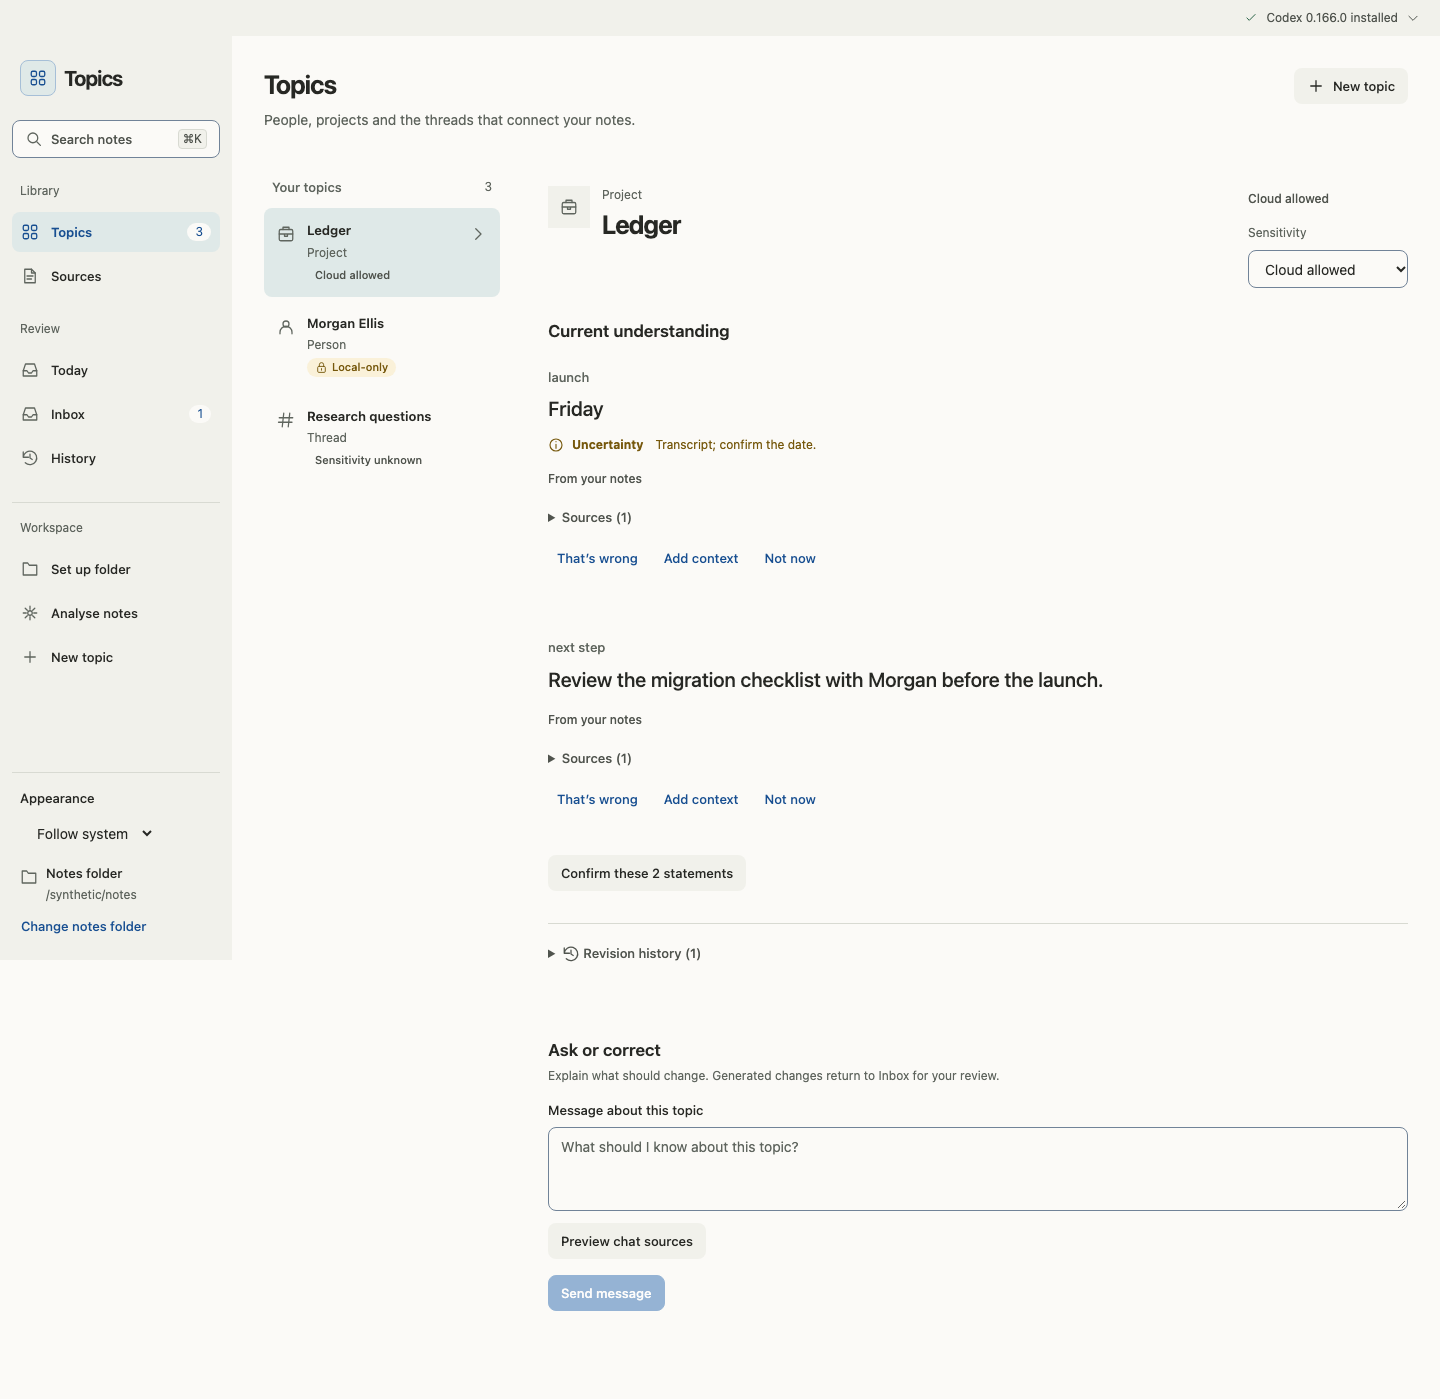 Codex 0.166.0 installed
Topics
Search notes ⌘K
Library
Topics 3
Sources
Review
Today
Inbox 1
History
Workspace
Set up folder
Analyse notes
New topic
Appearance
Follow system
Notes folder
/synthetic/notes
Change notes folder
Topics
New topic
People, projects and the threads that connect your notes.
Your topics 3
Ledger
Project
Cloud allowed
Morgan Ellis
Person
Local-only
Research questions
Thread
Sensitivity unknown
Project
Ledger
Cloud allowed
Sensitivity
Cloud allowed
Current understanding
launch
Friday
Uncertainty Transcript; confirm the date.
From your notes
Sources (1)
That's wrong Add context Not now
next step
Review the migration checklist with Morgan before the launch.
From your notes
Sources (1)
That's wrong Add context Not now
Confirm these 2 statements
Revision history (1)
Ask or correct
Explain what should change. Generated changes return to Inbox for your review.
Message about this topic
What should I know about this topic?
Preview chat sources
Send message